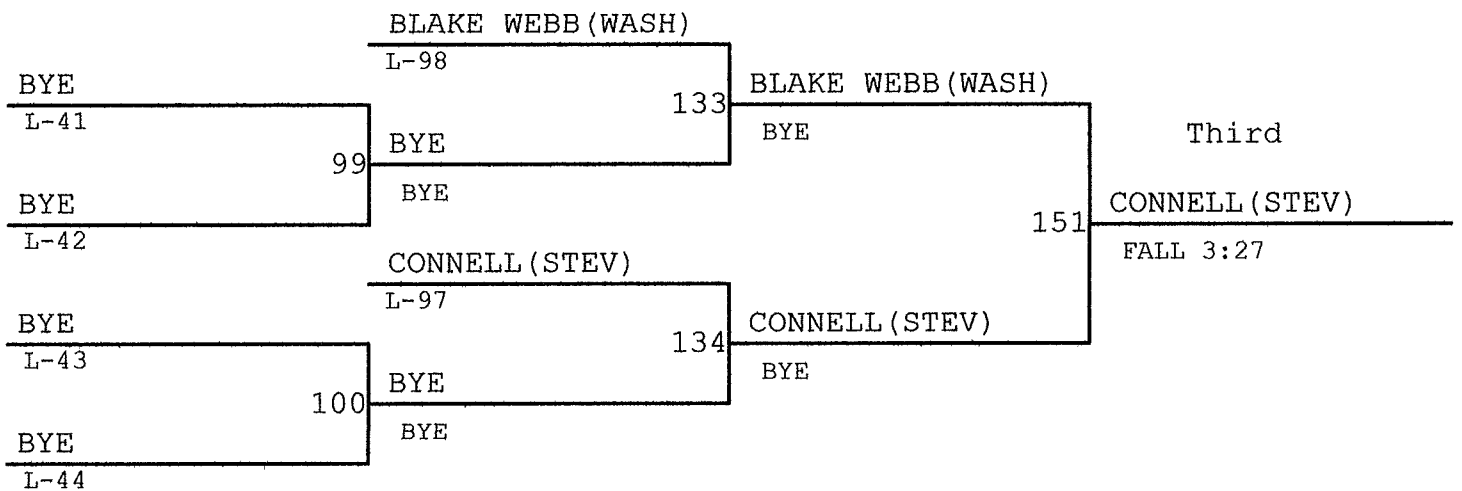 BLAKE WEBB(WASH)
L-98
BYE
L-41
133
BLAKE WEBB(WASH)
BYE
Third
99
BYE
BYE
BYE
L-42
151
CONNELL(STEV)
FALL 3:27
CONNELL(STEV)
L-97
BYE
L-43
134
CONNELL(STEV)
BYE
100
BYE
BYE
BYE
L-44